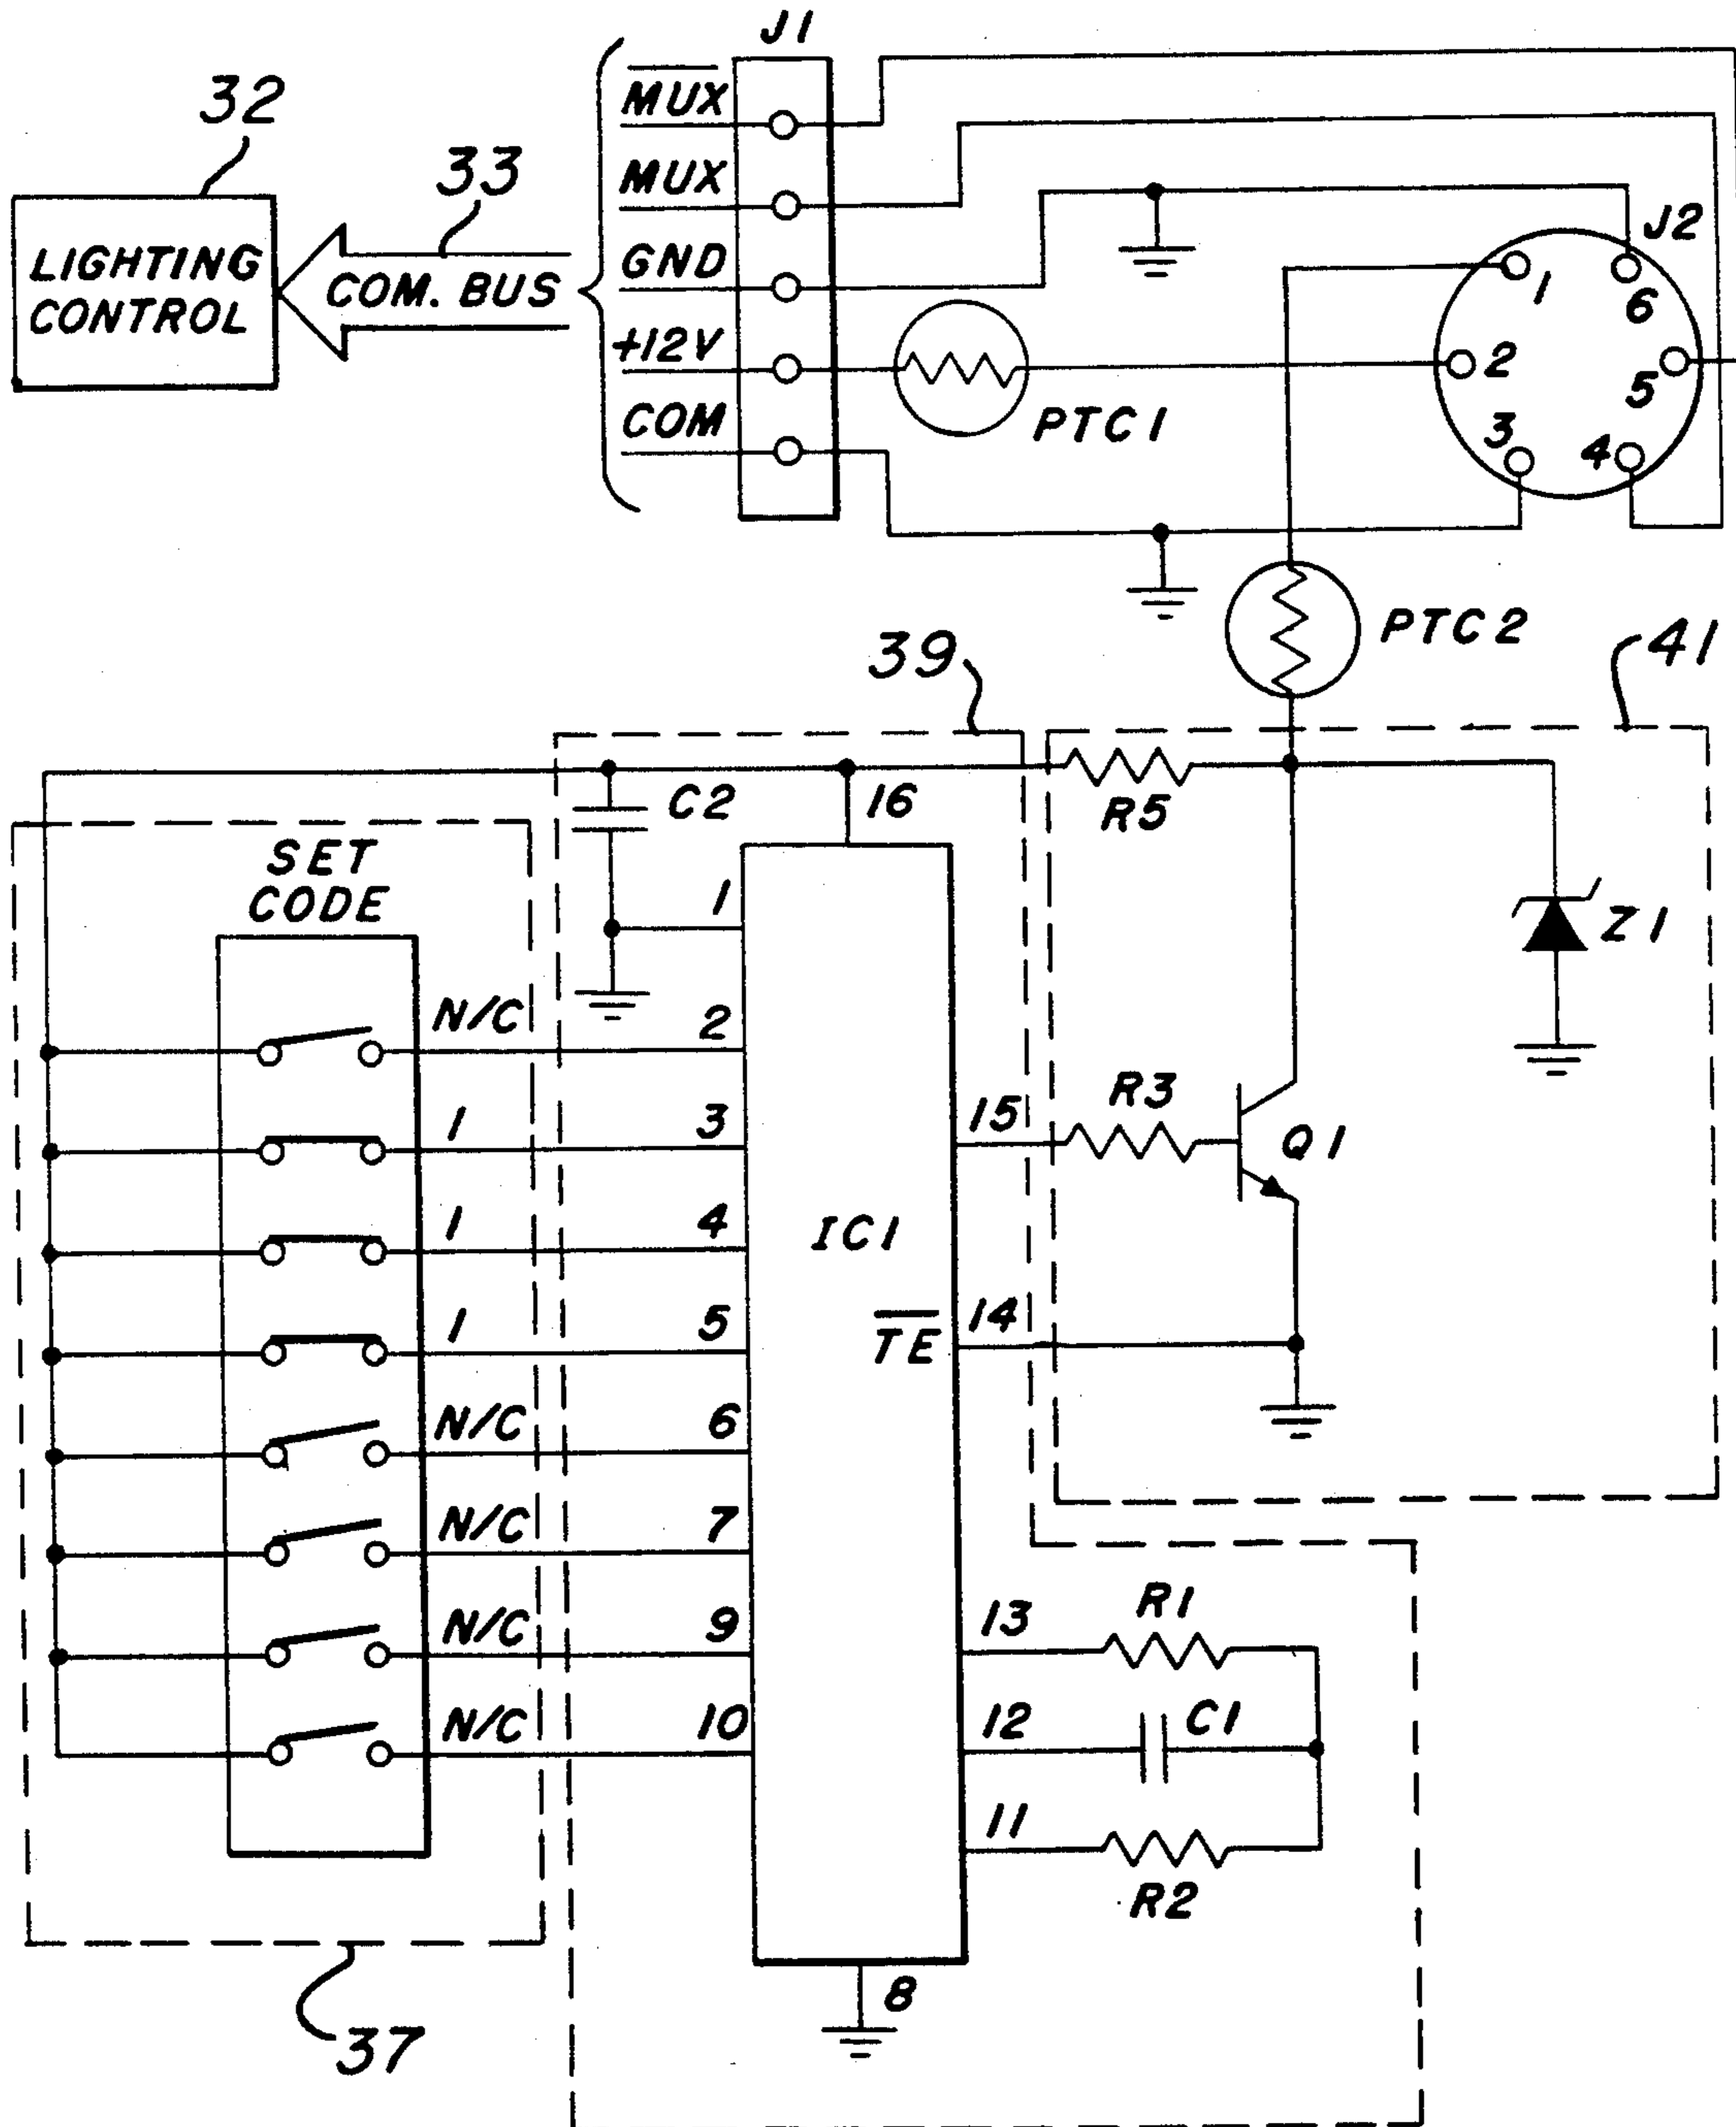 J1
32
33
MUX
MUX
GND
+12V
COM
LIGHTING
CONTROL
COM. BUS
J2
1
2
3
4
5
6
PTC1
PTC2
39
41
C2
16
R5
Z1
SET
CODE
1
N/C
2
1
3
1
4
1
5
N/C
6
N/C
7
N/C
9
N/C
10
IC1
15
R3
Q1
14
TE
13
R1
12
C1
11
R2
8
37